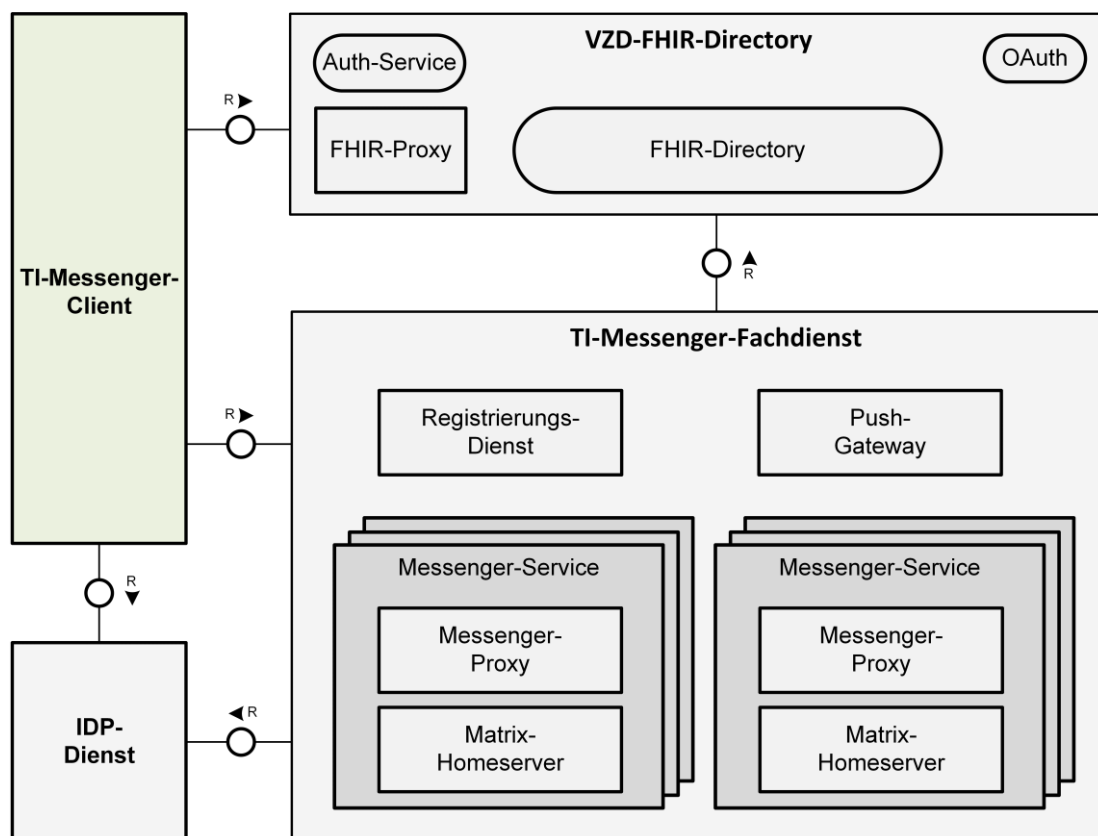 VZD-FHIR-Directory
Auth-Service
OAuth
R
FHIR-Proxy
FHIR-Directory
TI-Messenger-
Client
R
TI-Messenger-Fachdienst
R
Registrierungs-
Dienst
Push-
Gateway
Messenger-Service
Messenger-
Proxy
Matrix-
Homeserver
Messenger-Service
Messenger-
Proxy
Matrix-
Homeserver
R
IDP-
Dienst
R